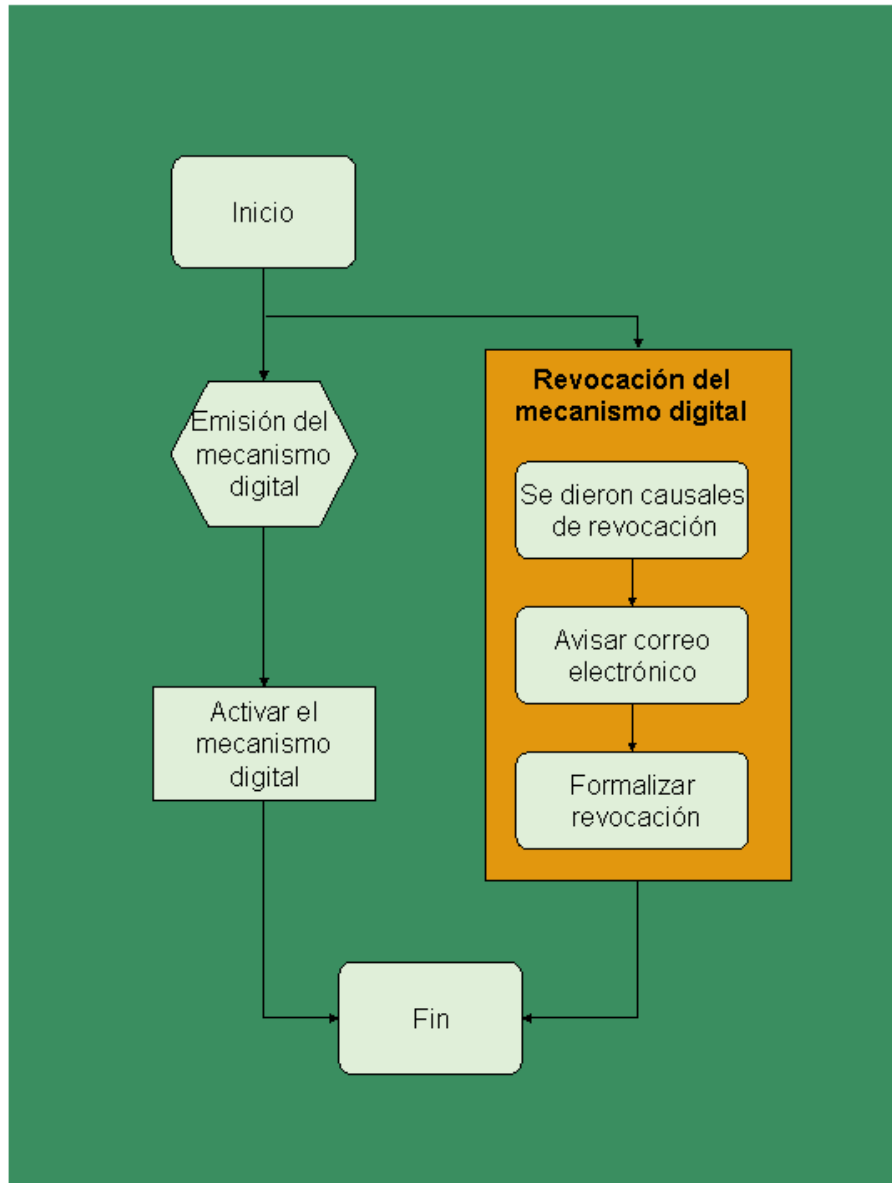 Inicio
Emisión del
mecanismo
digital
Activar el
mecanismo
digital
Revocación del
mecanismo digital
Se dieron causales
de revocación
Avisar correo
electrónico
Formalizar
revocación
Fin